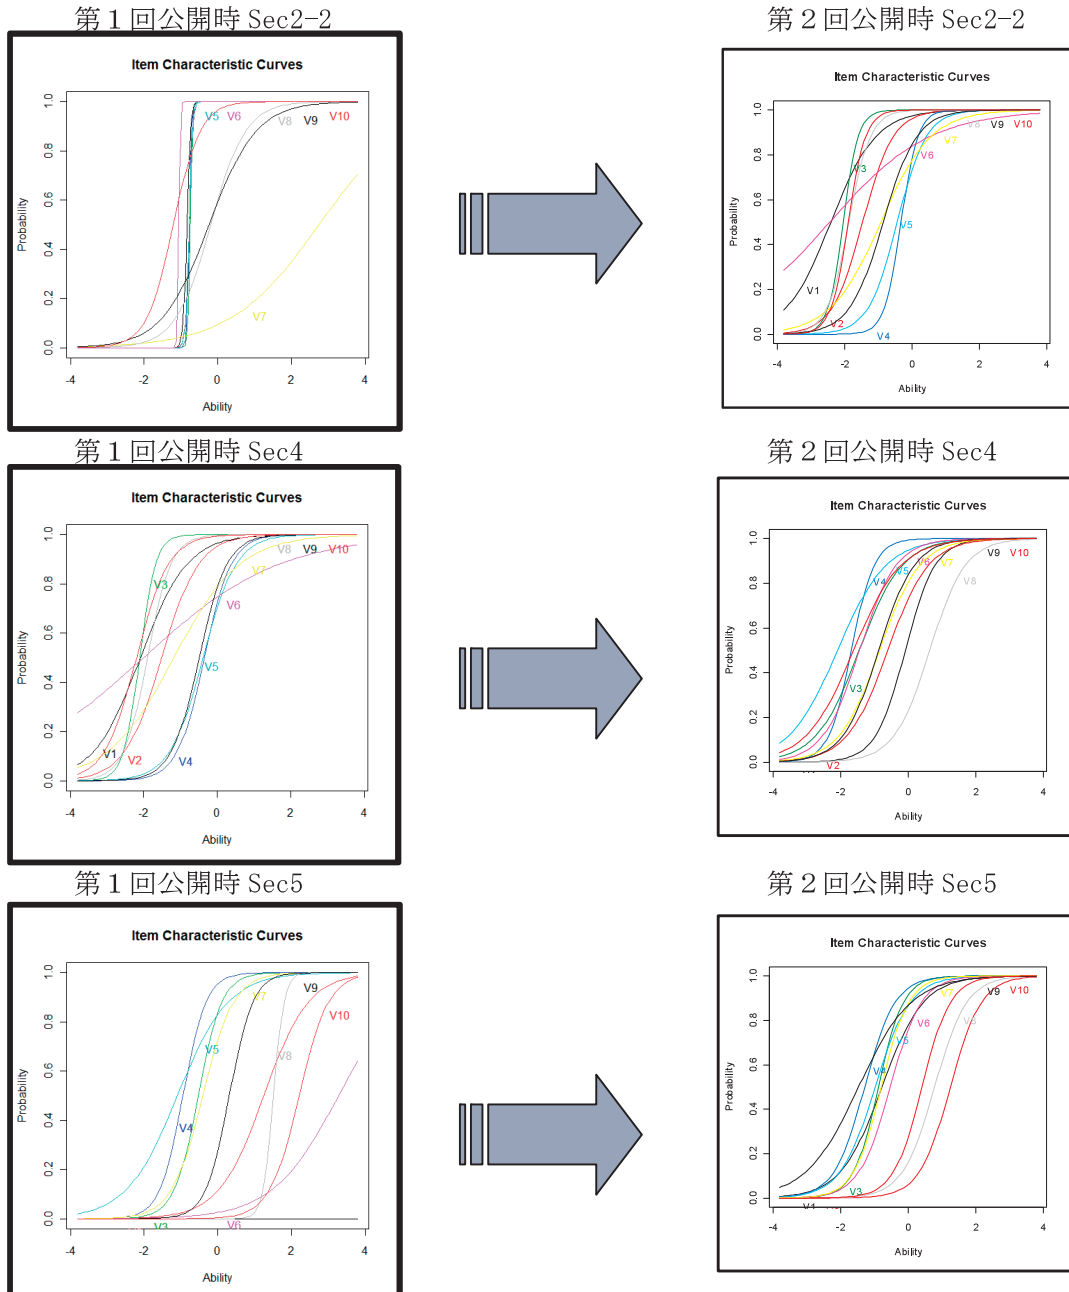 第１回公開時 Sec2-2
第２回公開時 Sec2-2
Item Characteristic Curves
Probability
0.0 0.2 0.4 0.6 0.8 1.0
V5 V6 V8 V9 V10
V7
-4 -2 0 2 4
Ability
Item Characteristic Curves
Probability
0.0 0.2 0.4 0.6 0.8 1.0
V8 V9 V10
V7
V6
V3
V5
V1
V2
V4
-4 -2 0 2 4
Ability
第１回公開時 Sec4
第２回公開時 Sec4
Item Characteristic Curves
Probability
0.0 0.2 0.4 0.6 0.8 1.0
V8 V9 V10
V7
V3
V6
V5
V1 V2 V4
-4 -2 0 2 4
Ability
Item Characteristic Curves
Probability
0.0 0.2 0.4 0.6 0.8 1.0
V9 V10
V6 V7
V5
V4 V8
V3
V2
-4 -2 0 2 4
Ability
第１回公開時 Sec5
第２回公開時 Sec5
Item Characteristic Curves
Probability
0.0 0.2 0.4 0.6 0.8 1.0
V7 V9
V10
V5 V8
V4
V3 V6
-4 -2 0 2 4
Ability
Item Characteristic Curves
Probability
0.0 0.2 0.4 0.6 0.8 1.0
V7 V9 V10
V6 V8
V5
V4
V3
V1
-4 -2 0 2 4
Ability